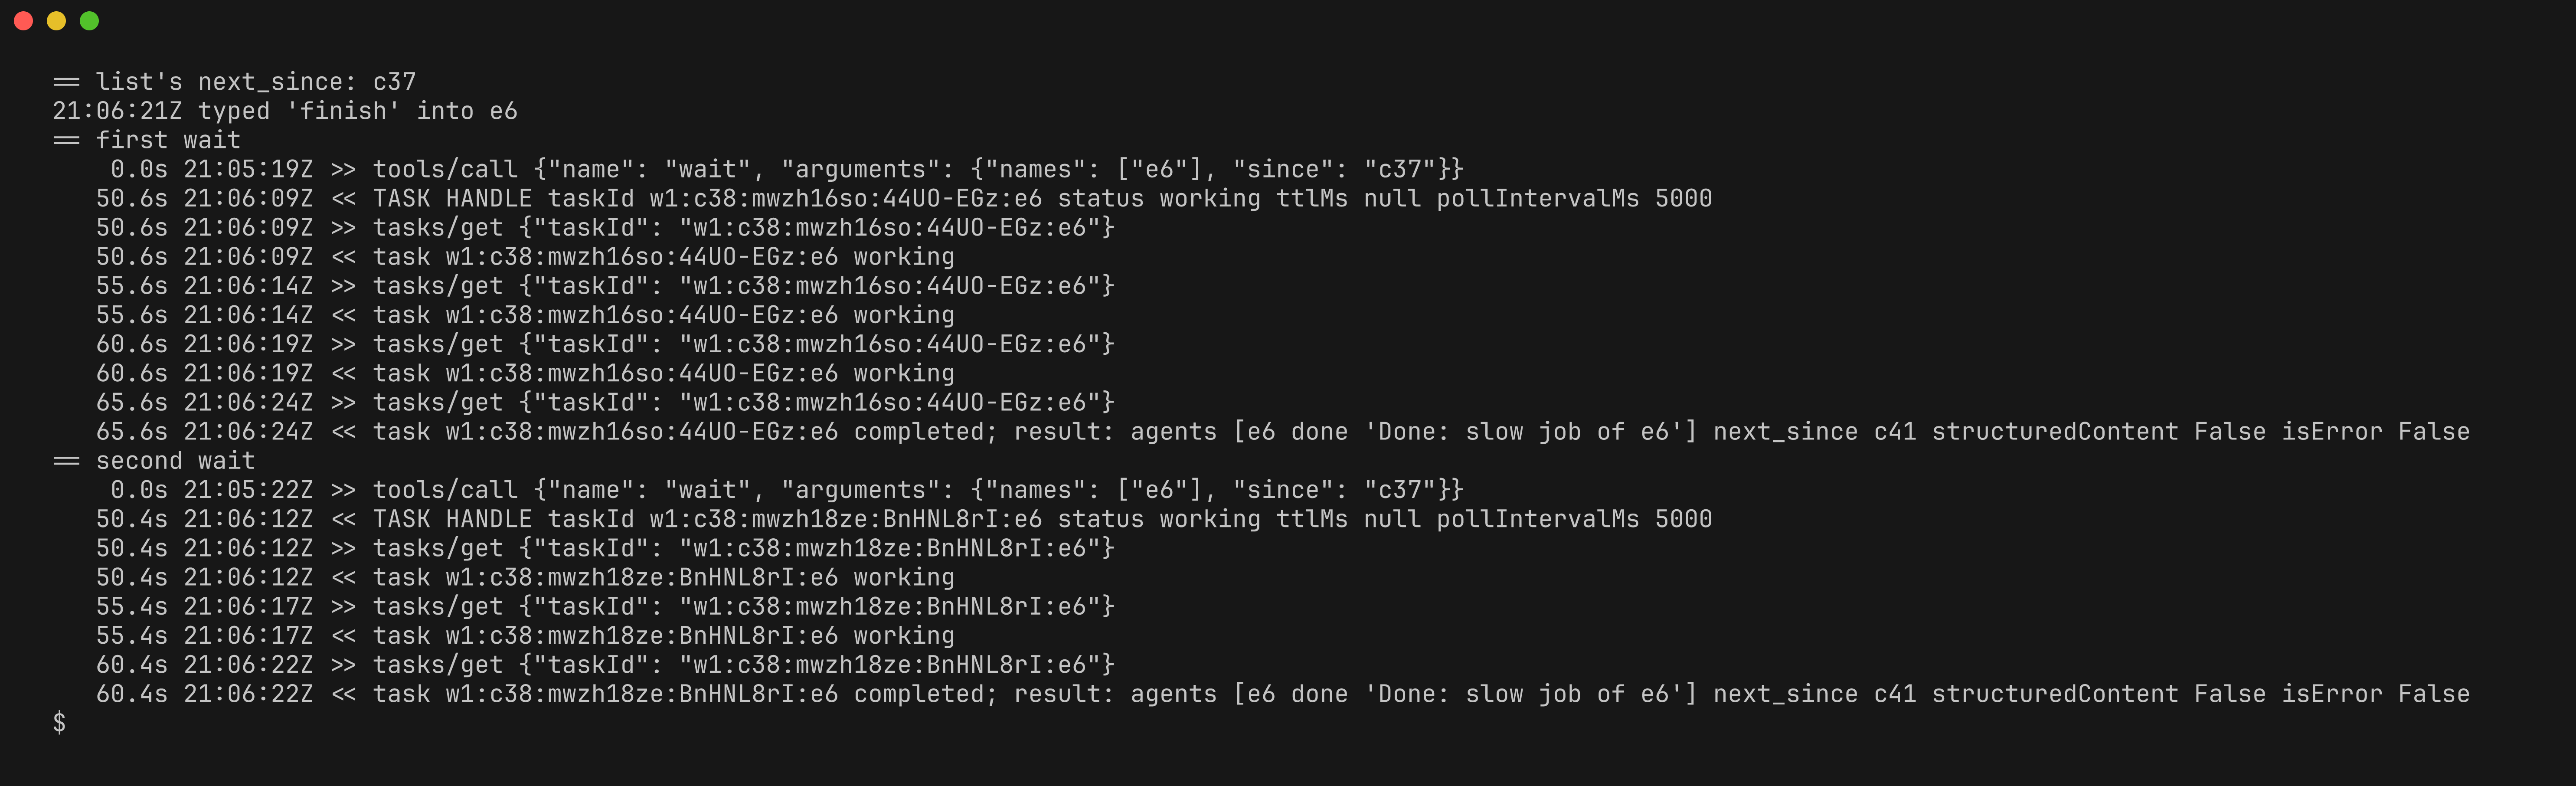 == list's next_since: c37
21:06:21Z typed 'finish' into e6
== first wait
    0.0s 21:05:19Z >> tools/call {"name": "wait", "arguments": {"names": ["e6"], "since": "c37"}}
   50.6s 21:06:09Z << TASK HANDLE taskId w1:c38:mwzh16so:44UO-EGz:e6 status working ttlMs null pollIntervalMs 5000
   50.6s 21:06:09Z >> tasks/get {"taskId": "w1:c38:mwzh16so:44UO-EGz:e6"}
   50.6s 21:06:09Z << task w1:c38:mwzh16so:44UO-EGz:e6 working
   55.6s 21:06:14Z >> tasks/get {"taskId": "w1:c38:mwzh16so:44UO-EGz:e6"}
   55.6s 21:06:14Z << task w1:c38:mwzh16so:44UO-EGz:e6 working
   60.6s 21:06:19Z >> tasks/get {"taskId": "w1:c38:mwzh16so:44UO-EGz:e6"}
   60.6s 21:06:19Z << task w1:c38:mwzh16so:44UO-EGz:e6 working
   65.6s 21:06:24Z >> tasks/get {"taskId": "w1:c38:mwzh16so:44UO-EGz:e6"}
   65.6s 21:06:24Z << task w1:c38:mwzh16so:44UO-EGz:e6 completed; result: agents [e6 done 'Done: slow job of e6'] next_since c41 structuredContent False isError False
== second wait
    0.0s 21:05:22Z >> tools/call {"name": "wait", "arguments": {"names": ["e6"], "since": "c37"}}
   50.4s 21:06:12Z << TASK HANDLE taskId w1:c38:mwzh18ze:BnHNL8rI:e6 status working ttlMs null pollIntervalMs 5000
   50.4s 21:06:12Z >> tasks/get {"taskId": "w1:c38:mwzh18ze:BnHNL8rI:e6"}
   50.4s 21:06:12Z << task w1:c38:mwzh18ze:BnHNL8rI:e6 working
   55.4s 21:06:17Z >> tasks/get {"taskId": "w1:c38:mwzh18ze:BnHNL8rI:e6"}
   55.4s 21:06:17Z << task w1:c38:mwzh18ze:BnHNL8rI:e6 working
   60.4s 21:06:22Z >> tasks/get {"taskId": "w1:c38:mwzh18ze:BnHNL8rI:e6"}
   60.4s 21:06:22Z << task w1:c38:mwzh18ze:BnHNL8rI:e6 completed; result: agents [e6 done 'Done: slow job of e6'] next_since c41 structuredContent False isError False
$